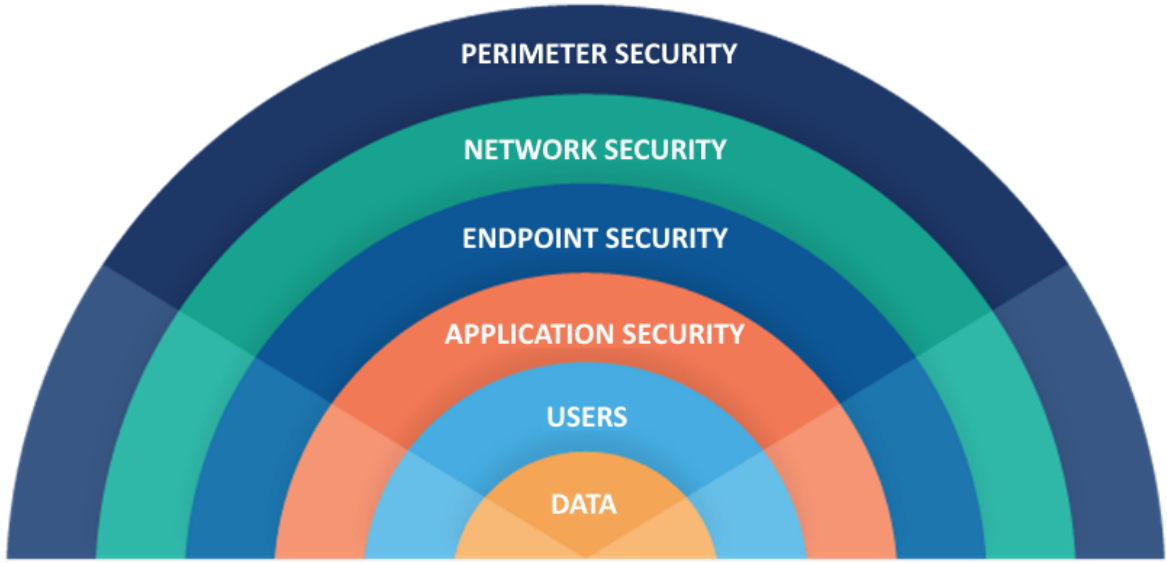 PERIMETER SECURITY
NETWORK SECURITY
ENDPOINT SECURITY
APPLICATION SECURITY
USERS
DATA